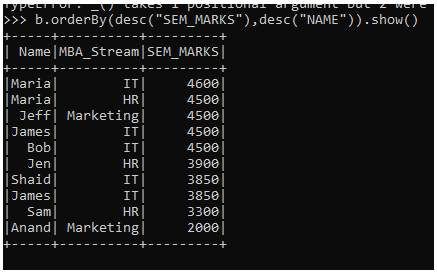 TypeError: _() takes 1 positional argument but 2 were
>>> b.orderBy(desc("SEM_MARKS"),desc("NAME")).show()
+-----+----------+---------+
| Name|MBA_Stream|SEM_MARKS|
+-----+----------+---------+
|Maria|        IT|     4600|
|Maria|        HR|     4500|
| Jeff| Marketing|     4500|
|James|        IT|     4500|
|  Bob|        IT|     4500|
|  Jen|        HR|     3900|
|Shaid|        IT|     3850|
|James|        IT|     3850|
|  Sam|        HR|     3300|
|Anand| Marketing|     2000|
+-----+----------+---------+